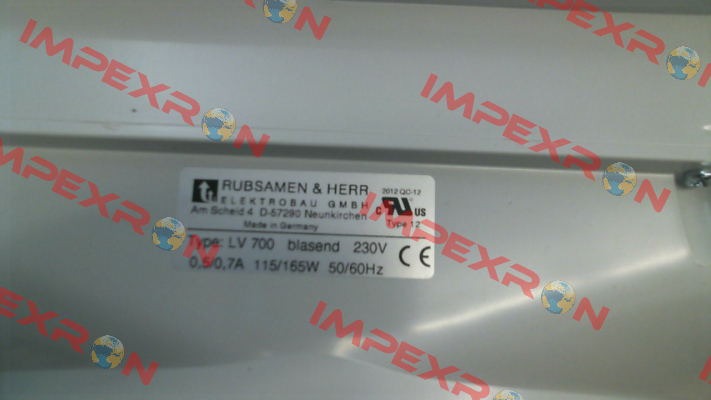 RUBSAMEN & HERR
ELEKTROBAU GMBH
Am Scheid 4 D-57290 Neunkirchen
Made in Germany
2012 QC-12
C UR US
Type 12
Type: LV 700 blasend 230V
0,5/0,7A 115/165W 50/60Hz
CE
IMPEXRON
IMPEXRON
IMPEXRON
IMPEXRON
IMPEXRON
IMPEXRON
IMPEXRON